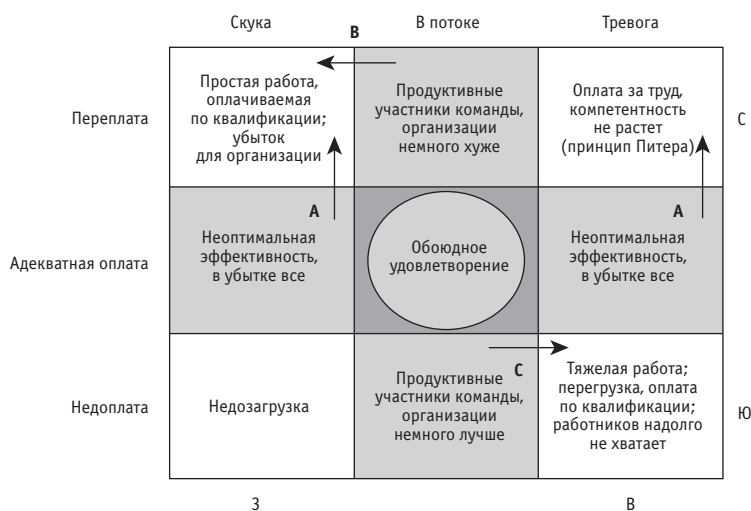 Скука
В потоке
Тревога
В
Переплата
Простая работа,
оплачиваемая
по квалификации;
убыток
для организации
Продуктивные
участники команды,
организации
немного хуже
Оплата за труд,
компетентность
не растет
(принцип Питера)
С
Адекватная оплата
А
Неоптимальная
эффективность,
в убытке все
Обоюдное
удовлетворение
А
Неоптимальная
эффективность,
в убытке все
Недоплата
Недозагрузка
Продуктивные
участники команды,
организации
немного лучше
С
Тяжелая работа;
перегрузка, оплата
по квалификации;
работников надолго
не хватает
Ю
З
В